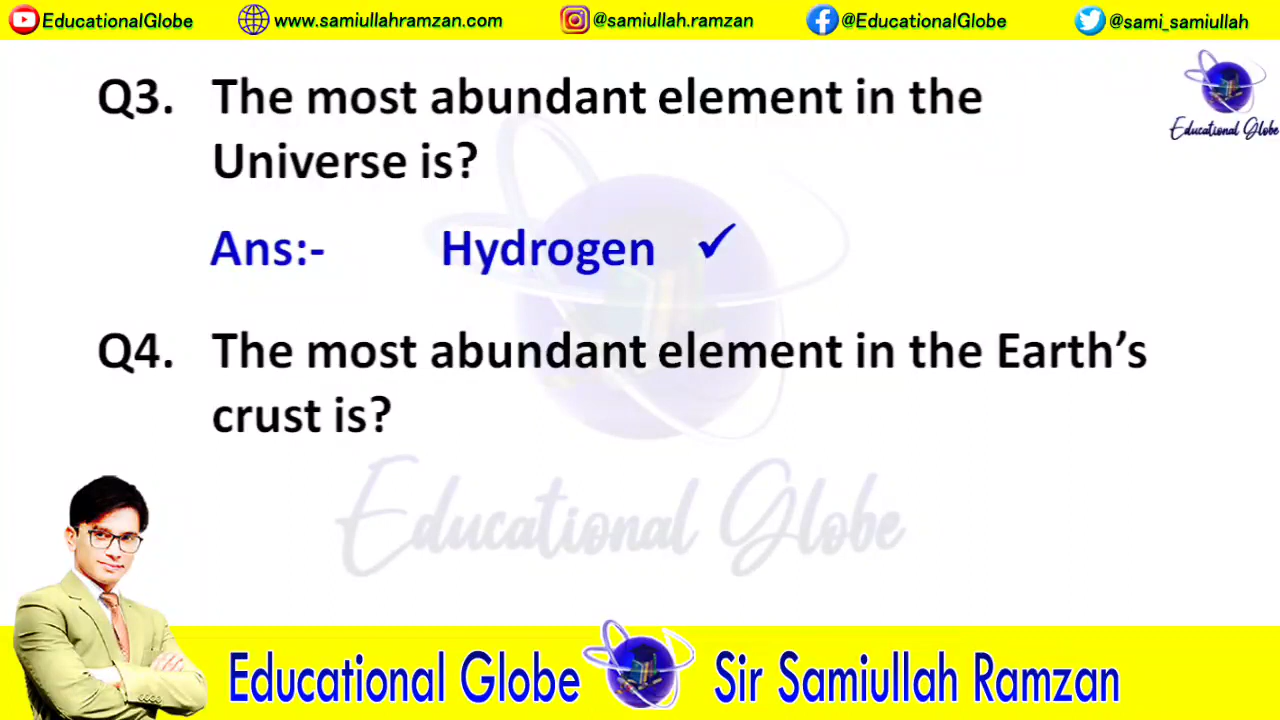 EducationalGlobe www.samiullahramzan.com @samiullah.ramzan @EducationalGlobe @sami_samiullah
Educational Globe
Q3. The most abundant element in the
Universe is?
Ans:- Hydrogen ✓
Q4. The most abundant element in the Earth’s
crust is?
Educational Globe
Educational Globe Sir Samiullah Ramzan